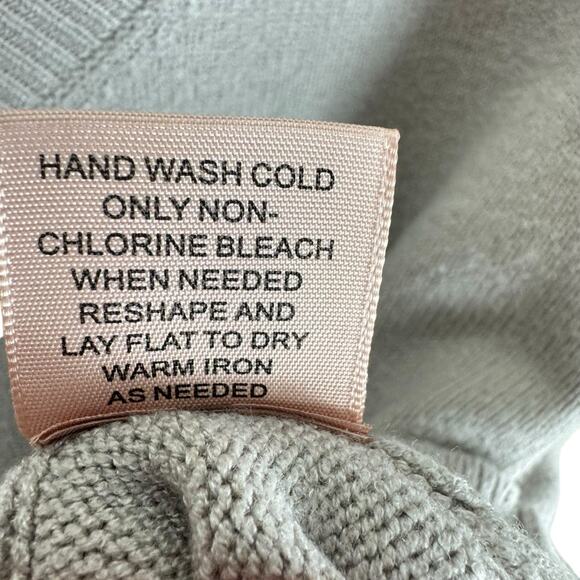 HAND WASH COLD
ONLY NON-
CHLORINE BLEACH
WHEN NEEDED
RESHAPE AND
LAY FLAT TO DRY
WARM IRON
AS NEEDED